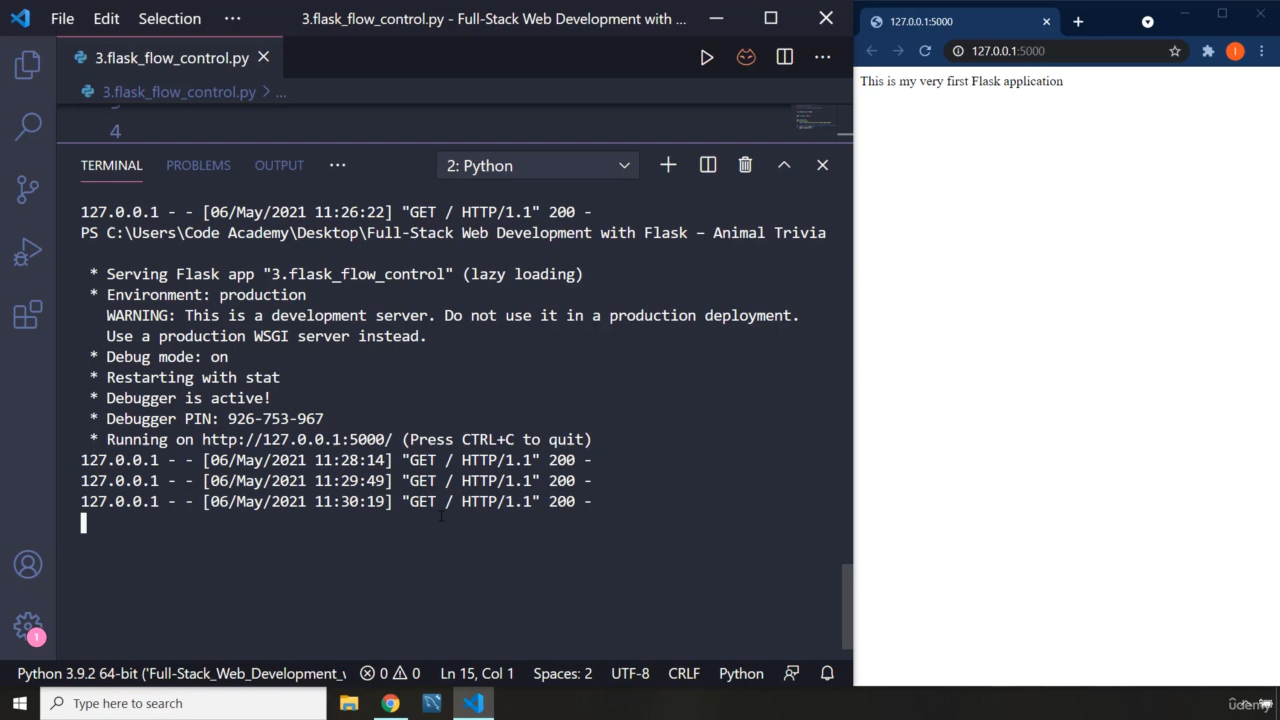 File Edit Selection ··· 3.flask_flow_control.py - Full-Stack Web Development with ...
3.flask_flow_control.py
3.flask_flow_control.py > ...
4
TERMINAL PROBLEMS OUTPUT ··· 2: Python
127.0.0.1 - - [06/May/2021 11:26:22] "GET / HTTP/1.1" 200 -
PS C:\Users\Code Academy\Desktop\Full-Stack Web Development with Flask – Animal Trivia
* Serving Flask app "3.flask_flow_control" (lazy loading)
* Environment: production
WARNING: This is a development server. Do not use it in a production deployment.
Use a production WSGI server instead.
* Debug mode: on
* Restarting with stat
* Debugger is active!
* Debugger PIN: 926-753-967
* Running on http://127.0.0.1:5000/ (Press CTRL+C to quit)
127.0.0.1 - - [06/May/2021 11:28:14] "GET / HTTP/1.1" 200 -
127.0.0.1 - - [06/May/2021 11:29:49] "GET / HTTP/1.1" 200 -
127.0.0.1 - - [06/May/2021 11:30:19] "GET / HTTP/1.1" 200 -
1
Python 3.9.2 64-bit ('Full-Stack_Web_Development_v 0 0 Ln 15, Col 1 Spaces: 2 UTF-8 CRLF Python
Type here to search
127.0.0.1:5000
127.0.0.1:5000
I
This is my very first Flask application
udemy